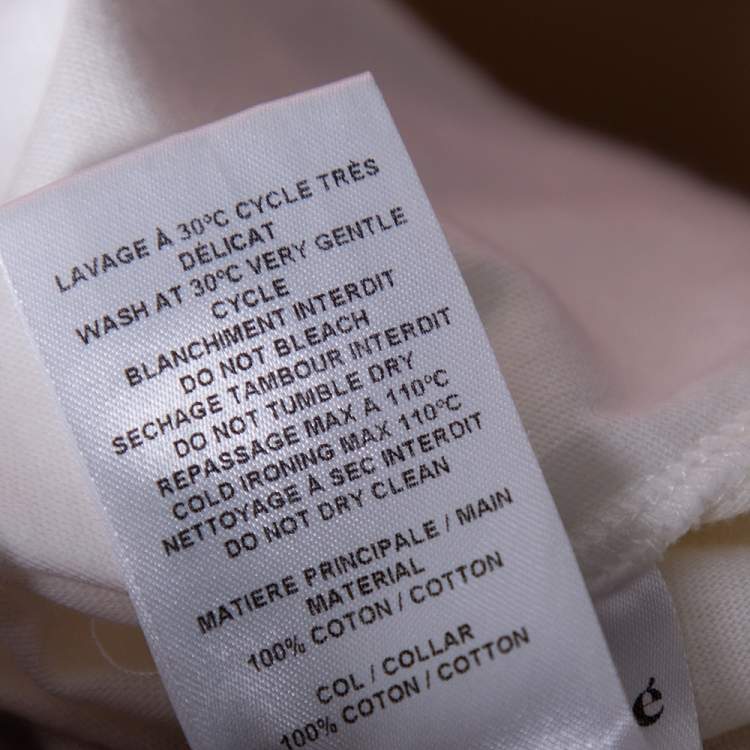 LAVAGE À 30°C CYCLE TRÈS
DÉLICAT
WASH AT 30°C VERY GENTLE
CYCLE
BLANCHIMENT INTERDIT
DO NOT BLEACH
SECHAGE TAMBOUR INTERDIT
DO NOT TUMBLE DRY
REPASSAGE MAX À 110°C
COLD IRONING MAX 110°C
NETTOYAGE À SEC INTERDIT
DO NOT DRY CLEAN
MATIERE PRINCIPALE / MAIN
MATERIAL
100% COTON / COTTON
COL / COLLAR
100% COTON / COTTON
é